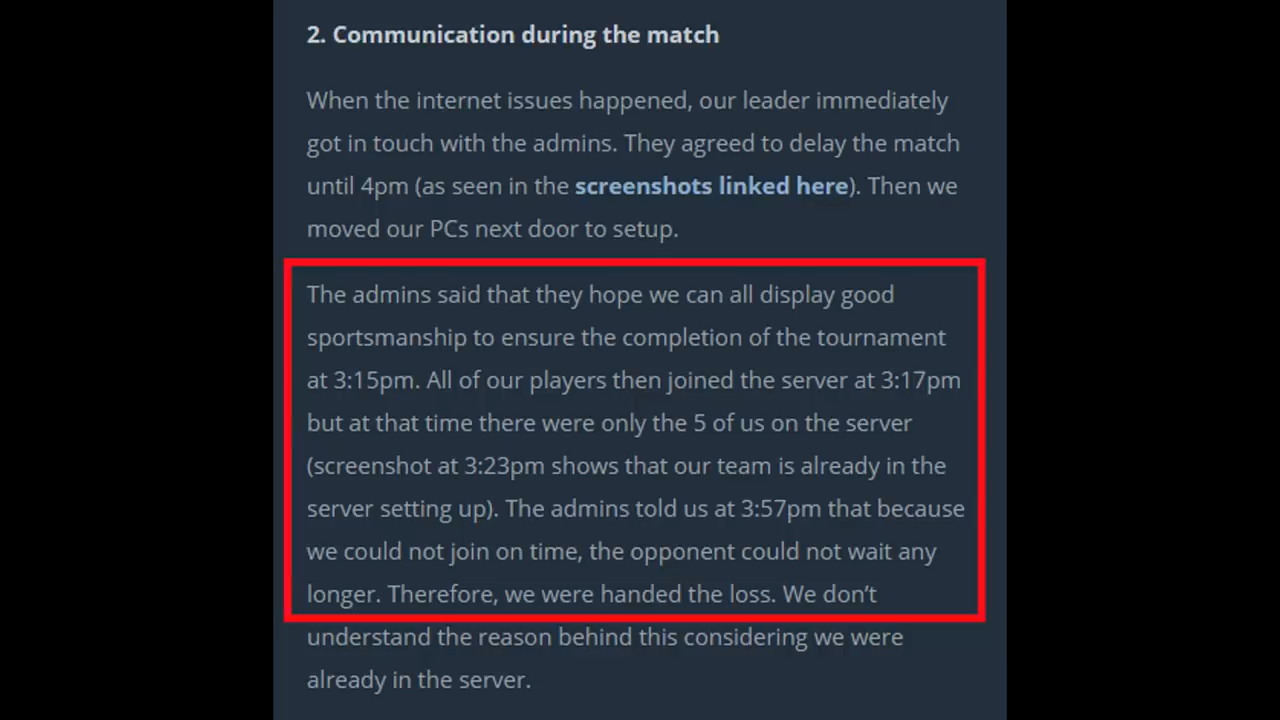 2. Communication during the match
When the internet issues happened, our leader immediately
got in touch with the admins. They agreed to delay the match
until 4pm (as seen in the screenshots linked here). Then we
moved our PCs next door to setup.
The admins said that they hope we can all display good
sportsmanship to ensure the completion of the tournament
at 3:15pm. All of our players then joined the server at 3:17pm
but at that time there were only the 5 of us on the server
(screenshot at 3:23pm shows that our team is already in the
server setting up). The admins told us at 3:57pm that because
we could not join on time, the opponent could not wait any
longer. Therefore, we were handed the loss. We don’t
understand the reason behind this considering we were
already in the server.